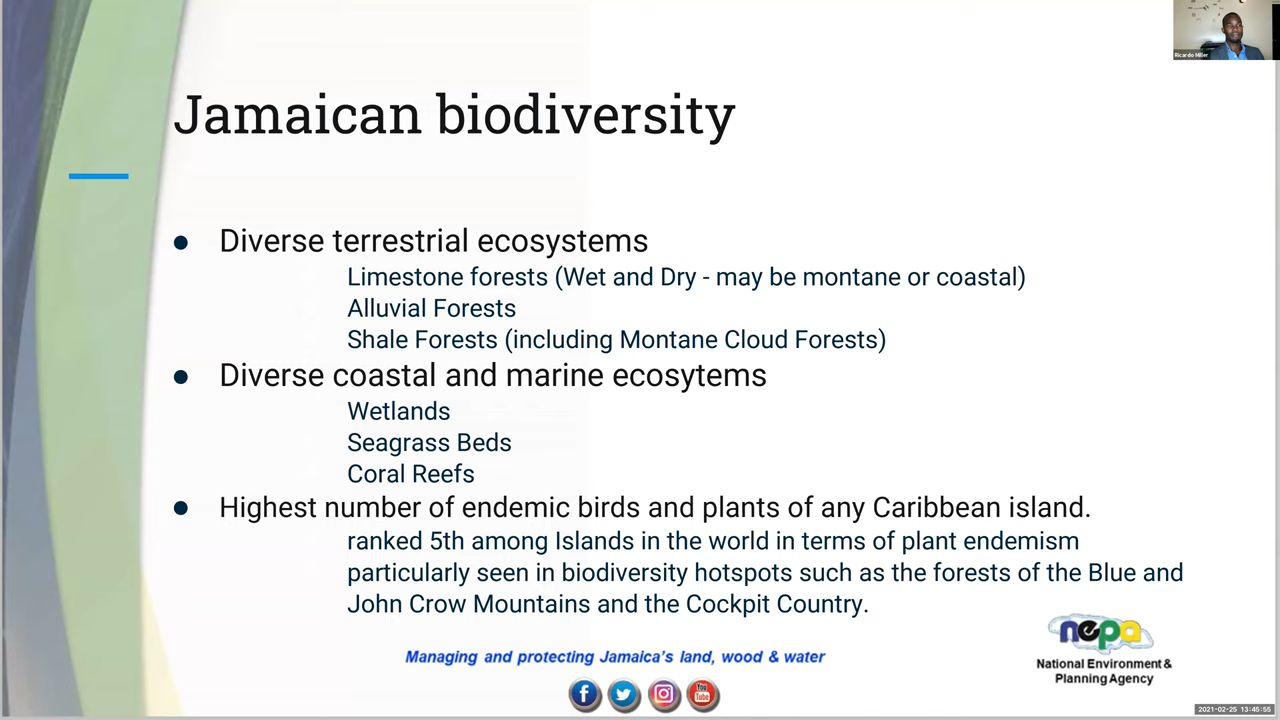 Ricardo Miller
Jamaican biodiversity
Diverse terrestrial ecosystems
Limestone forests (Wet and Dry - may be montane or coastal)
Alluvial Forests
Shale Forests (including Montane Cloud Forests)
Diverse coastal and marine ecosytems
Wetlands
Seagrass Beds
Coral Reefs
Highest number of endemic birds and plants of any Caribbean island.
ranked 5th among Islands in the world in terms of plant endemism
particularly seen in biodiversity hotspots such as the forests of the Blue and
John Crow Mountains and the Cockpit Country.
nepa
National Environment &
Planning Agency
Managing and protecting Jamaica's land, wood & water
You
Tube
2021-02-25 13:45:55